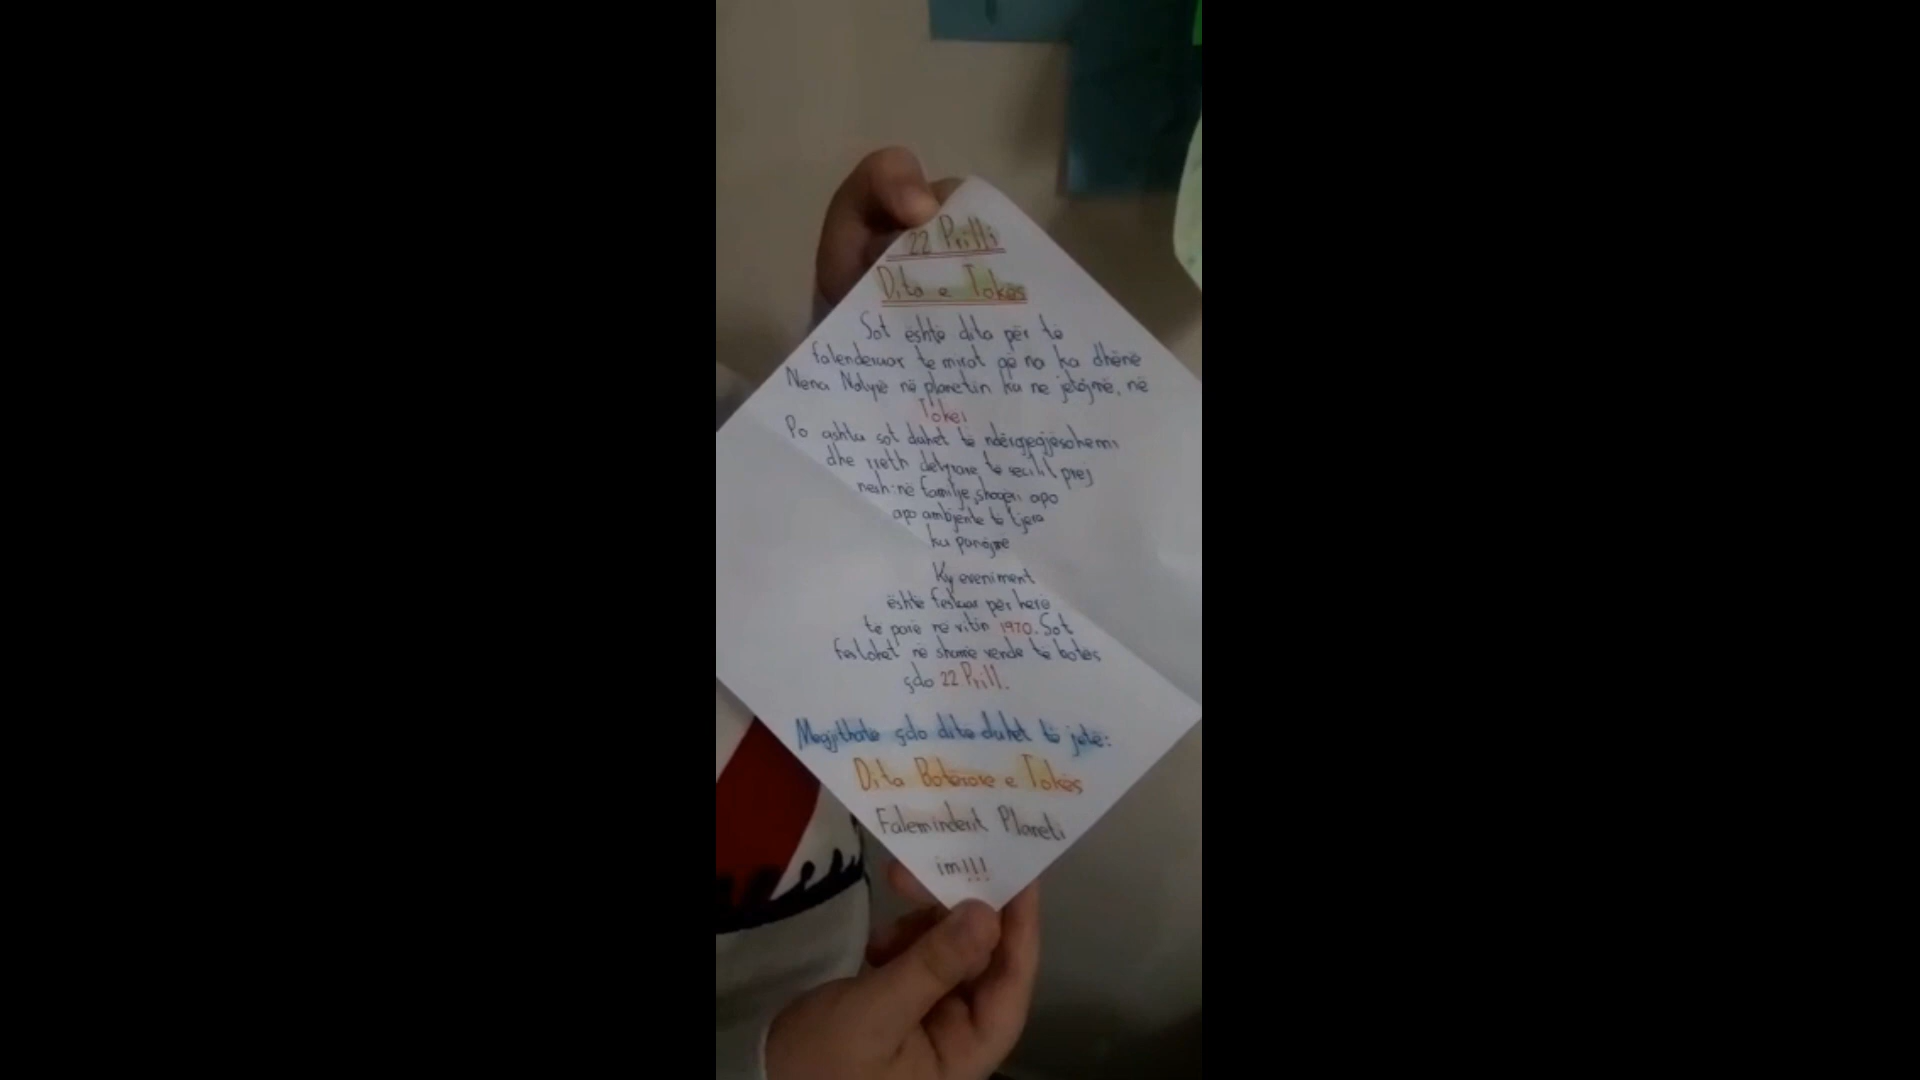 22 Prilli
Dita e Tokës
Sot është dita për të
falenderuar te mirat që na ka dhënë
Nena Natyrë në planetin ku ne jetojmë, në
Tokë!
Po ashtu sot duhet të ndërgjegjësohemi
dhe rreth detyrave të secilit prej
nesh: në familje, shoqëri apo
apo ambjente të tjera
ku punojmë
Ky eveniment
është festuar për herë
të parë në vitin 1970. Sot
festohet në shumë vende të botës
çdo 22 Prill.
Megjithatë çdo ditë duhet të jetë:
Dita Botërore e Tokës
Faleminderit Planeti
im!!!